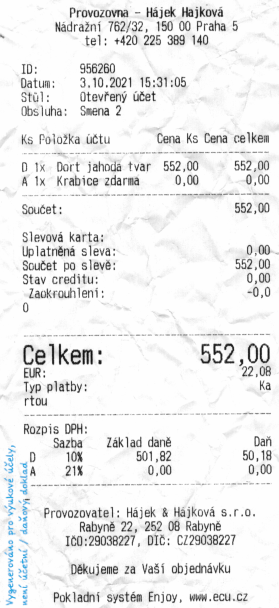 Provozovna - Hájek Hajková
Nádražní 762/32, 150 00 Praha 5
tel: +420 225 389 140
ID: 956260
Datum: 3.10.2021 15:31:05
Stůl: Otevřený účet
Obsluha: Smena 2
Ks Položka účtu Cena Ks Cena celkem
D 1x Dort jahoda tvar 552,00 552,00
A 1x Krabice zdarma 0,00 0,00
Součet: 552,00
Slevová karta:
Uplatněná sleva: 0,00
Součet po slevě: 552,00
Stav creditu: 0,00
Zaokrouhlení: -0,0
0
Celkem: 552,00
EUR: 22,08
Typ platby: Ka
rtou
Rozpis DPH:
Sazba Základ daně Daň
D 10% 501,82 50,18
A 21% 0,00 0,00
Provozovatel: Hájek & Hájková s.r.o.
Rabyně 22, 252 08 Rabyně
IČO:29038227, DIČ: CZ29038227
Děkujeme za Vaší objednávku
Pokladní systém Enjoy, www.ecu.cz
Vygenerováno pro výukové účely,
není účetní / daňový doklad